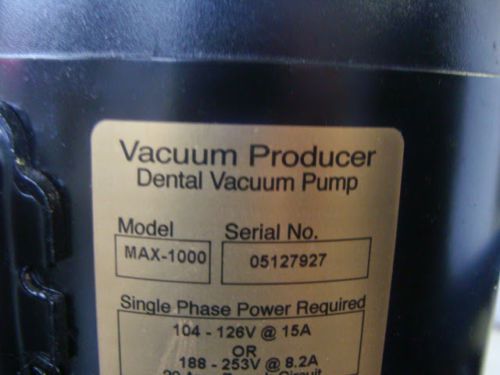 Vacuum Producer
Dental Vacuum Pump
Model Serial No.
MAX-1000 05127927
Single Phase Power Required
104 - 126V @ 15A
OR
188 - 253V @ 8.2A